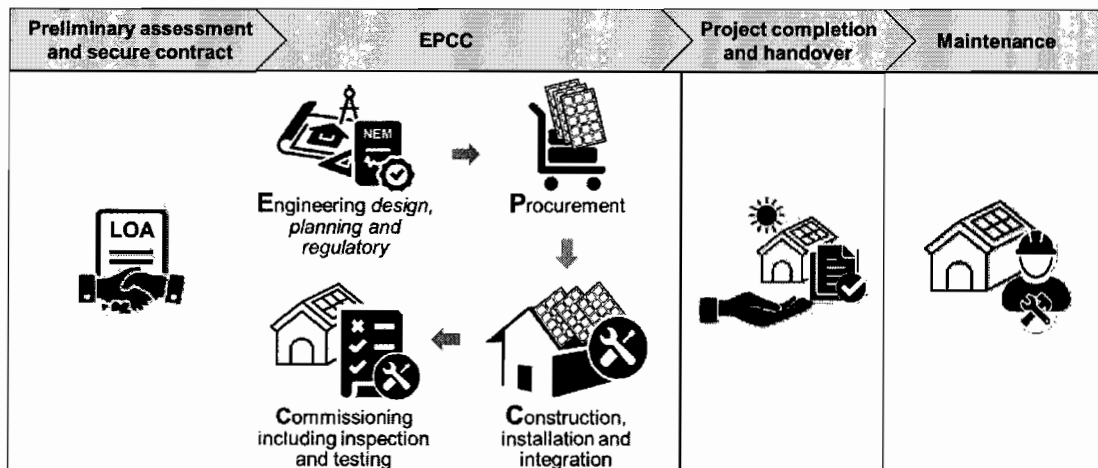 Preliminary assessment
and secure contract
EPCC
Project completion
and handover
Maintenance
LOA
NEM
Engineering design,
planning and
regulatory
Procurement
Commissioning
including inspection
and testing
Construction,
installation and
integration